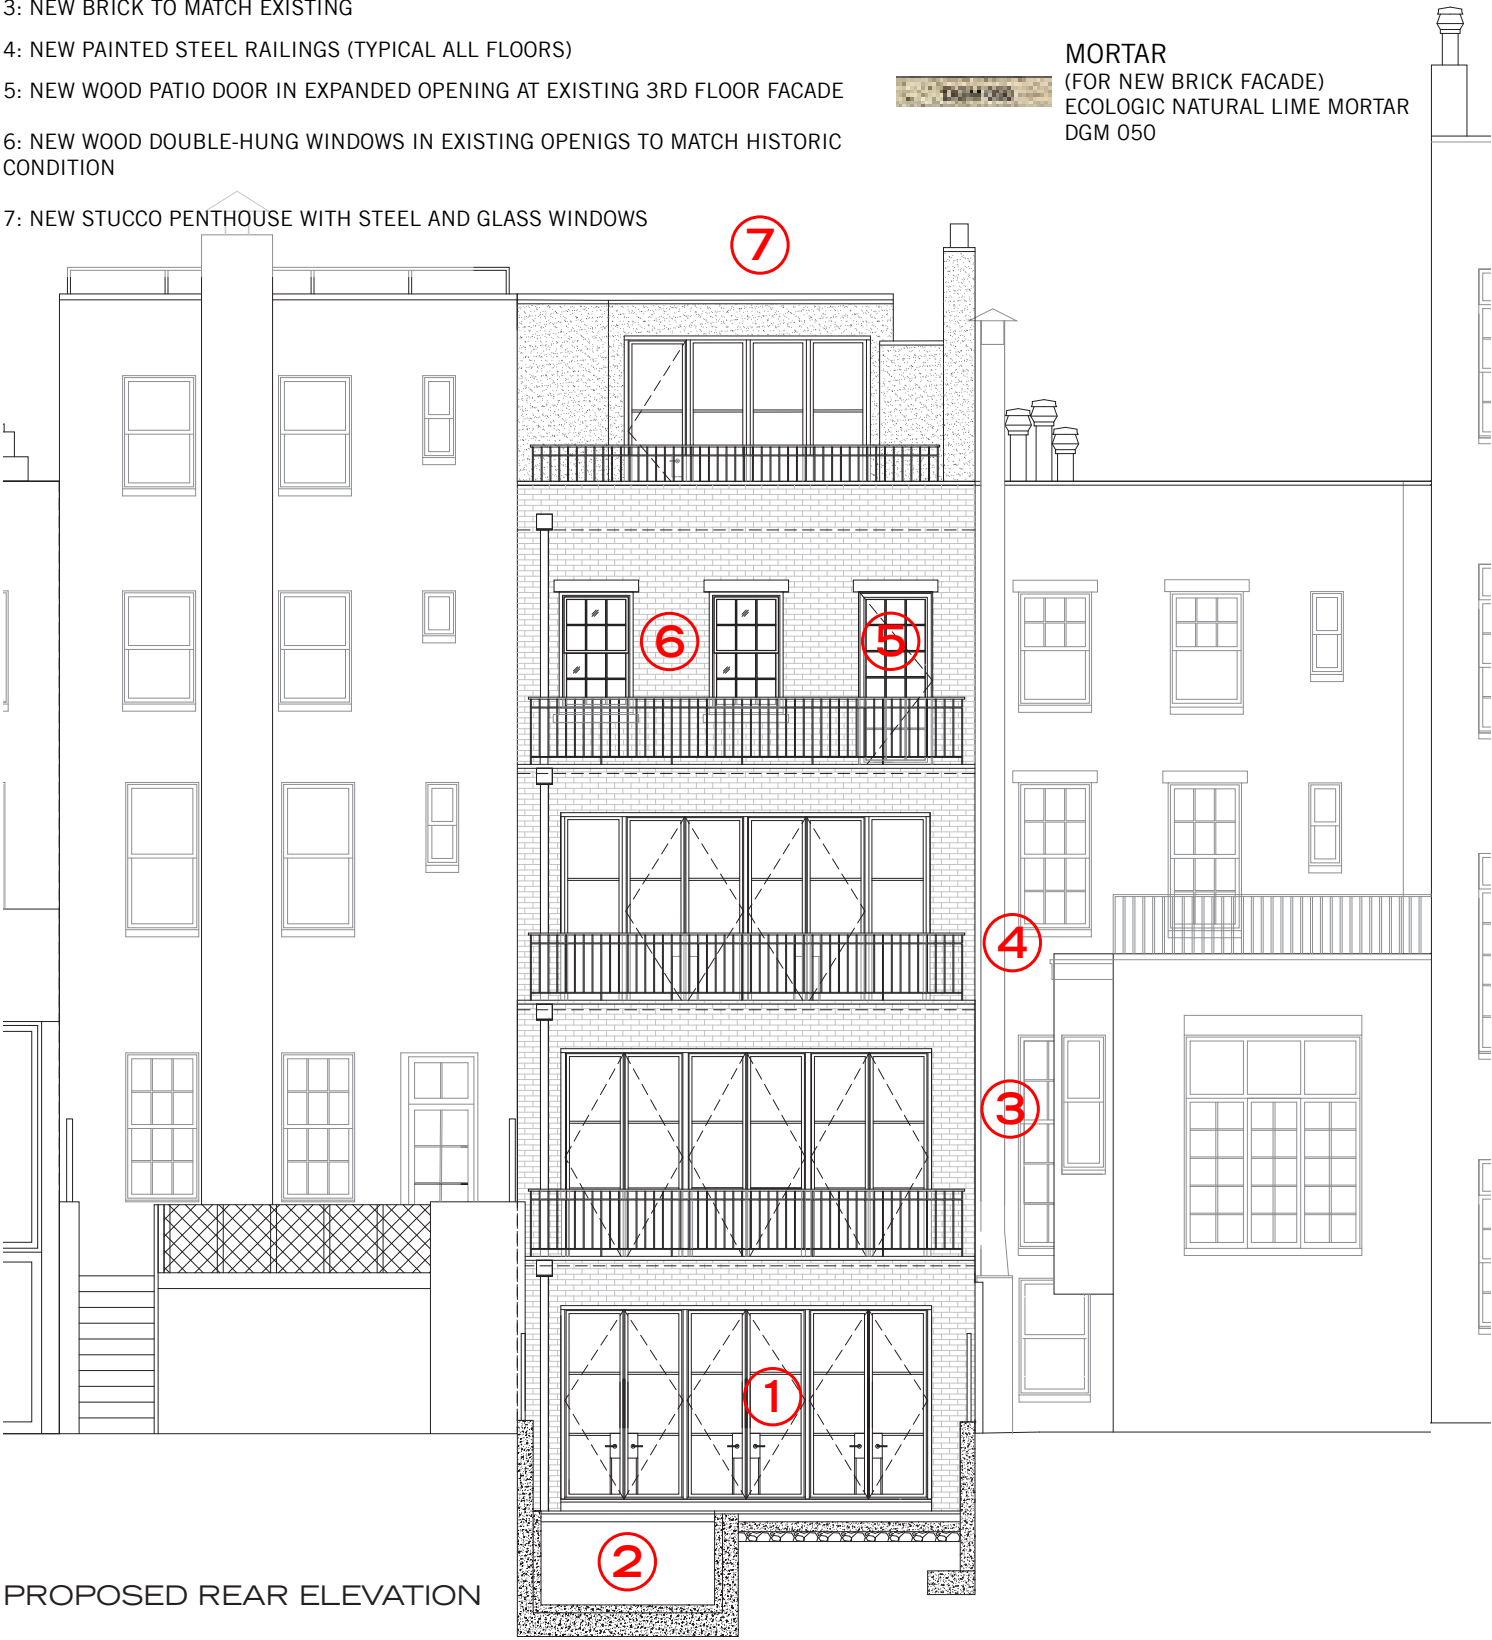 3: NEW BRICK TO MATCH EXISTING
4: NEW PAINTED STEEL RAILINGS (TYPICAL ALL FLOORS)
5: NEW WOOD PATIO DOOR IN EXPANDED OPENING AT EXISTING 3RD FLOOR FACADE
6: NEW WOOD DOUBLE-HUNG WINDOWS IN EXISTING OPENIGS TO MATCH HISTORIC
CONDITION
7: NEW STUCCO PENTHOUSE WITH STEEL AND GLASS WINDOWS
DGM 050
MORTAR
(FOR NEW BRICK FACADE)
ECOLOGIC NATURAL LIME MORTAR
DGM 050
7
6
5
4
3
1
2
PROPOSED REAR ELEVATION